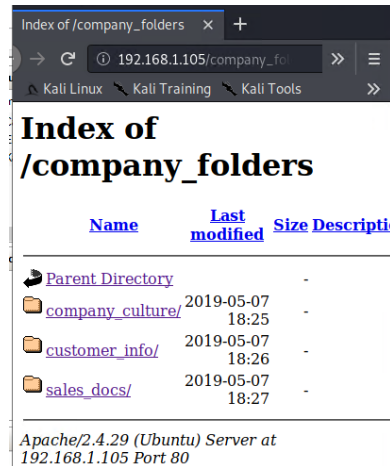 Index of /company_folders
192.168.1.105/company_fol
Kali Linux Kali Training Kali Tools
Index of
/company_folders
Name Last modified Size Descriptio
Parent Directory -
company_culture/ 2019-05-07 18:25 -
customer_info/ 2019-05-07 18:26 -
sales_docs/ 2019-05-07 18:27 -
Apache/2.4.29 (Ubuntu) Server at
192.168.1.105 Port 80